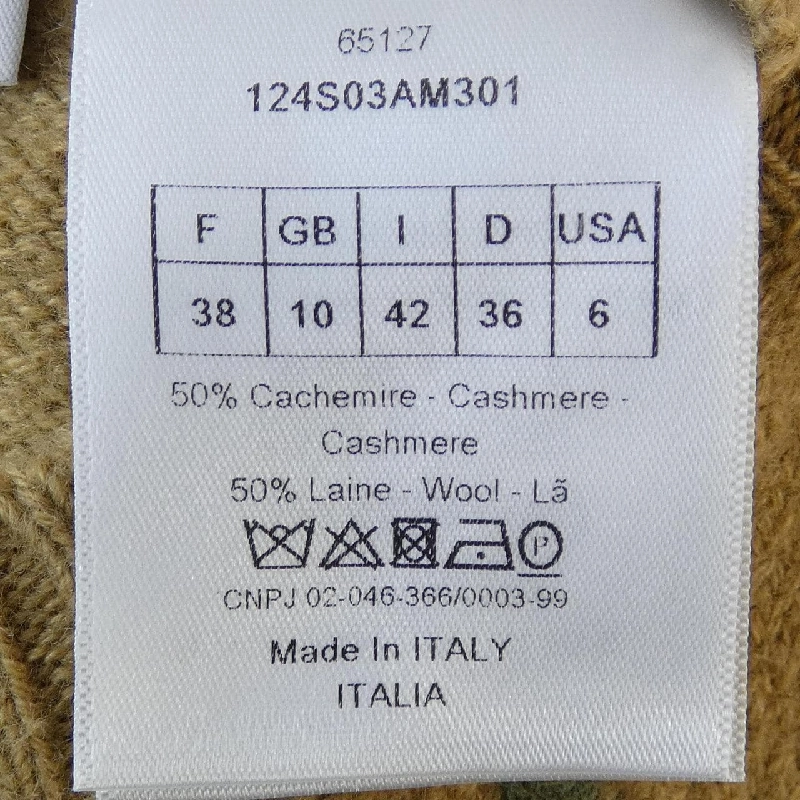 65127
124S03AM301
F GB I D USA
38 10 42 36 6
50% Cachemire - Cashmere -
Cashmere
50% Laine - Wool - Lã
P
CNPJ 02-046-366/0003-99
Made In ITALY
ITALIA